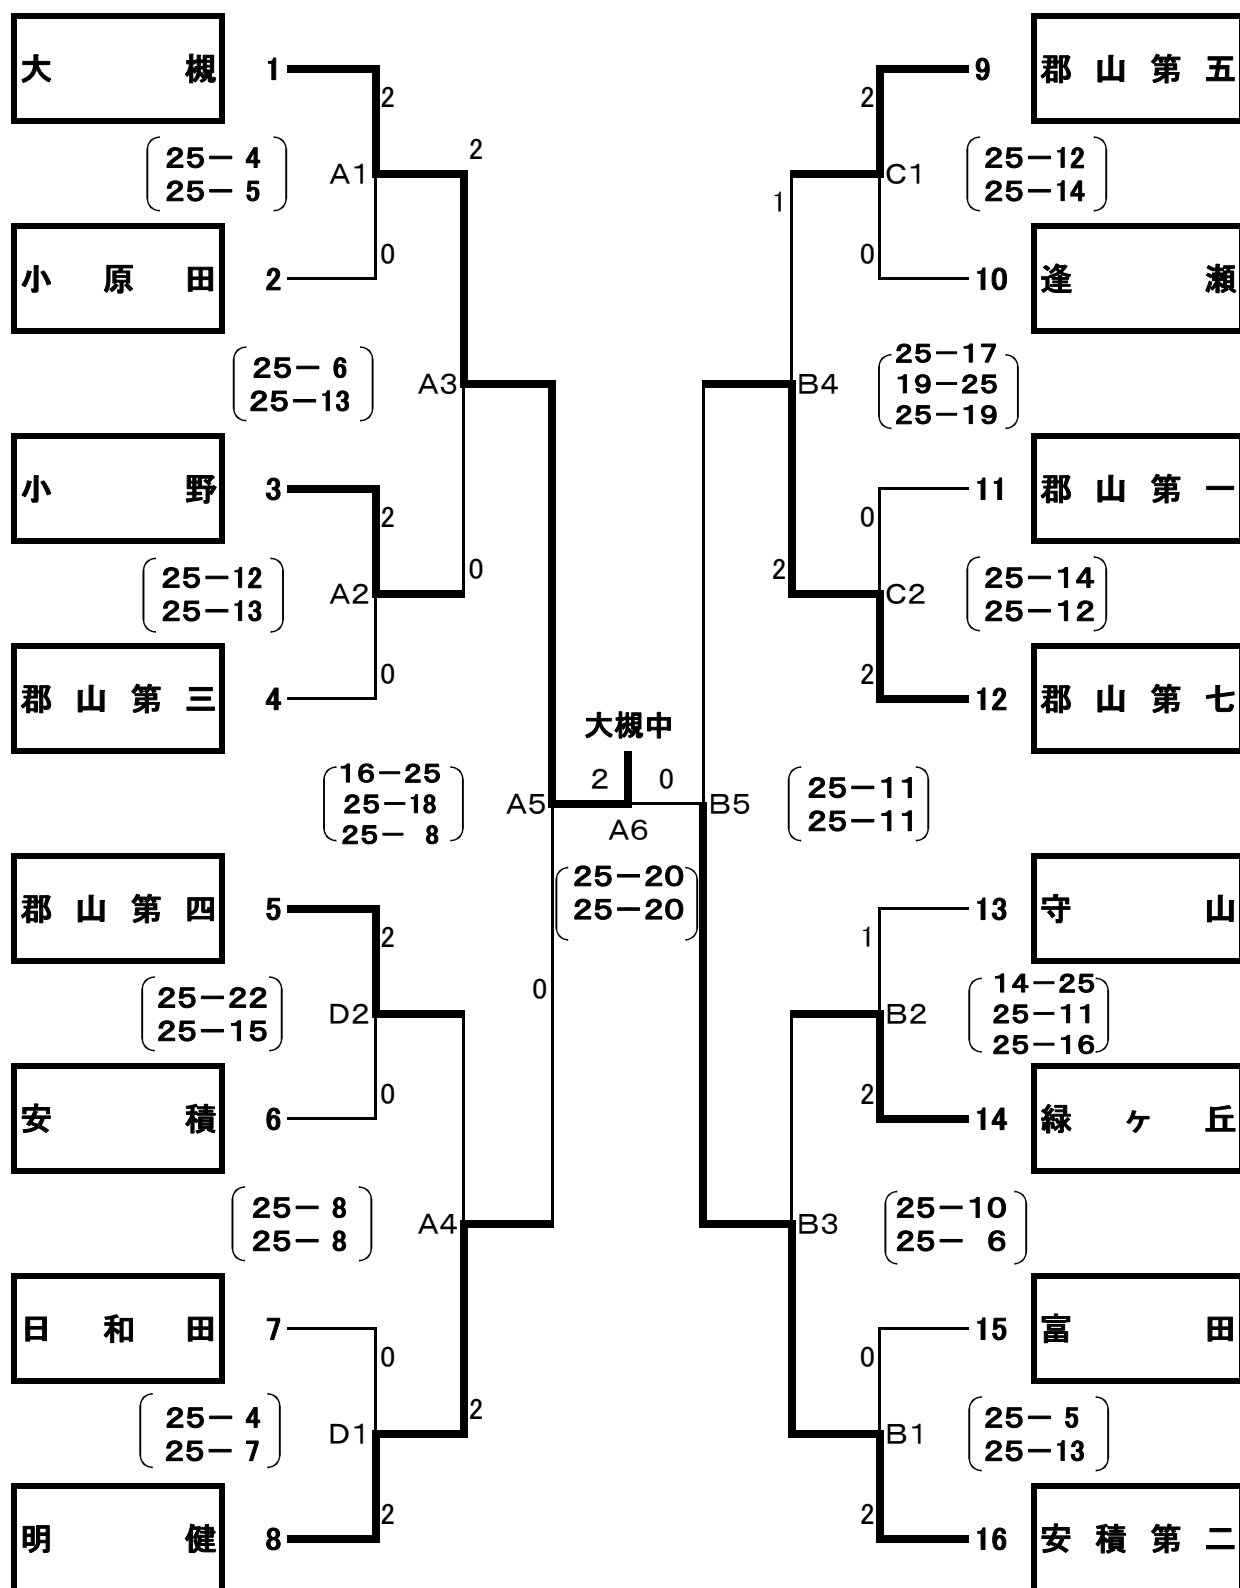 大槻 1
2
25－4
25－5
A1
2
0
小原田 2
25－6
25－13
A3
小野 3
2
25－12
25－13
A2
0
0
郡山第三 4
大槻中
16－25
25－18
25－8
A5
2 0
A6
25－20
25－20
郡山第四 5
2
25－22
25－15
D2
0
0
安積 6
25－8
25－8
A4
日和田 7
0
25－4
25－7
D1
2
2
明健 8
9 郡山第五
2
C1
25－12
25－14
1
0
10 逢瀬
B4
25－17
19－25
25－19
11 郡山第一
0
2
C2
25－14
25－12
2
12 郡山第七
B5
25－11
25－11
13 守山
1
B2
14－25
25－11
25－16
2
14 緑ヶ丘
B3
25－10
25－6
15 富田
0
B1
25－5
25－13
2
16 安積第二